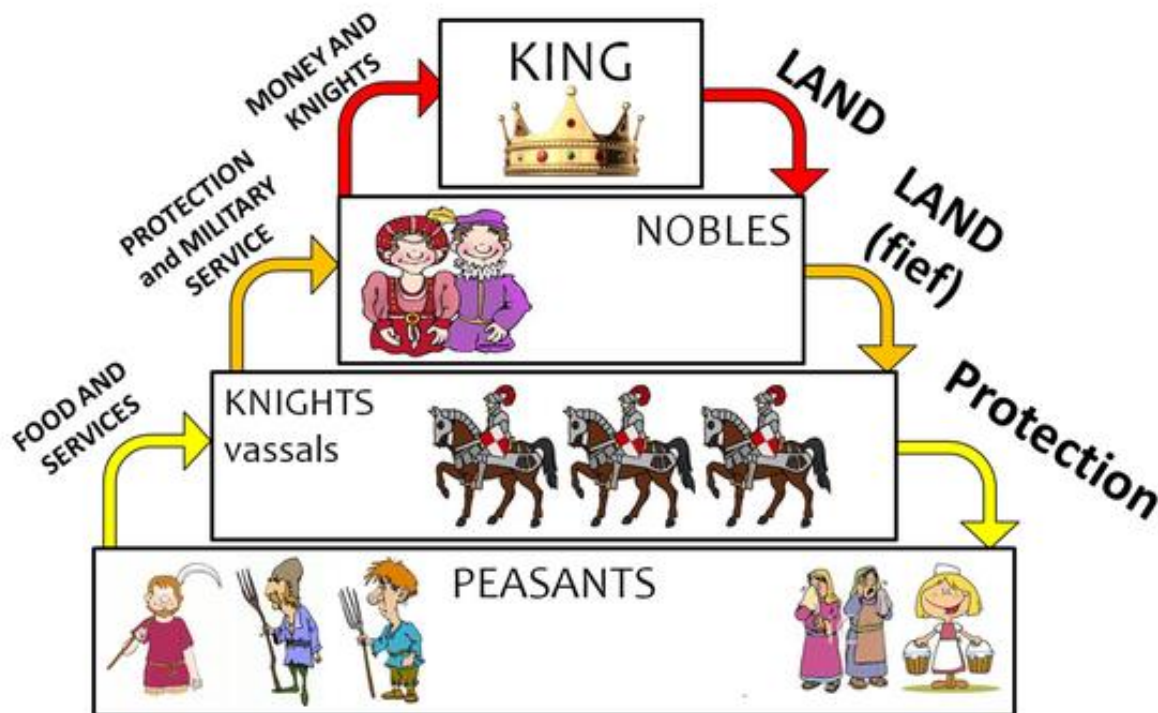 KING
MONEY AND
KNIGHTS
LAND
NOBLES
PROTECTION
and MILITARY
SERVICE
LAND
(fief)
KNIGHTS
vassals
FOOD AND
SERVICES
Protection
PEASANTS